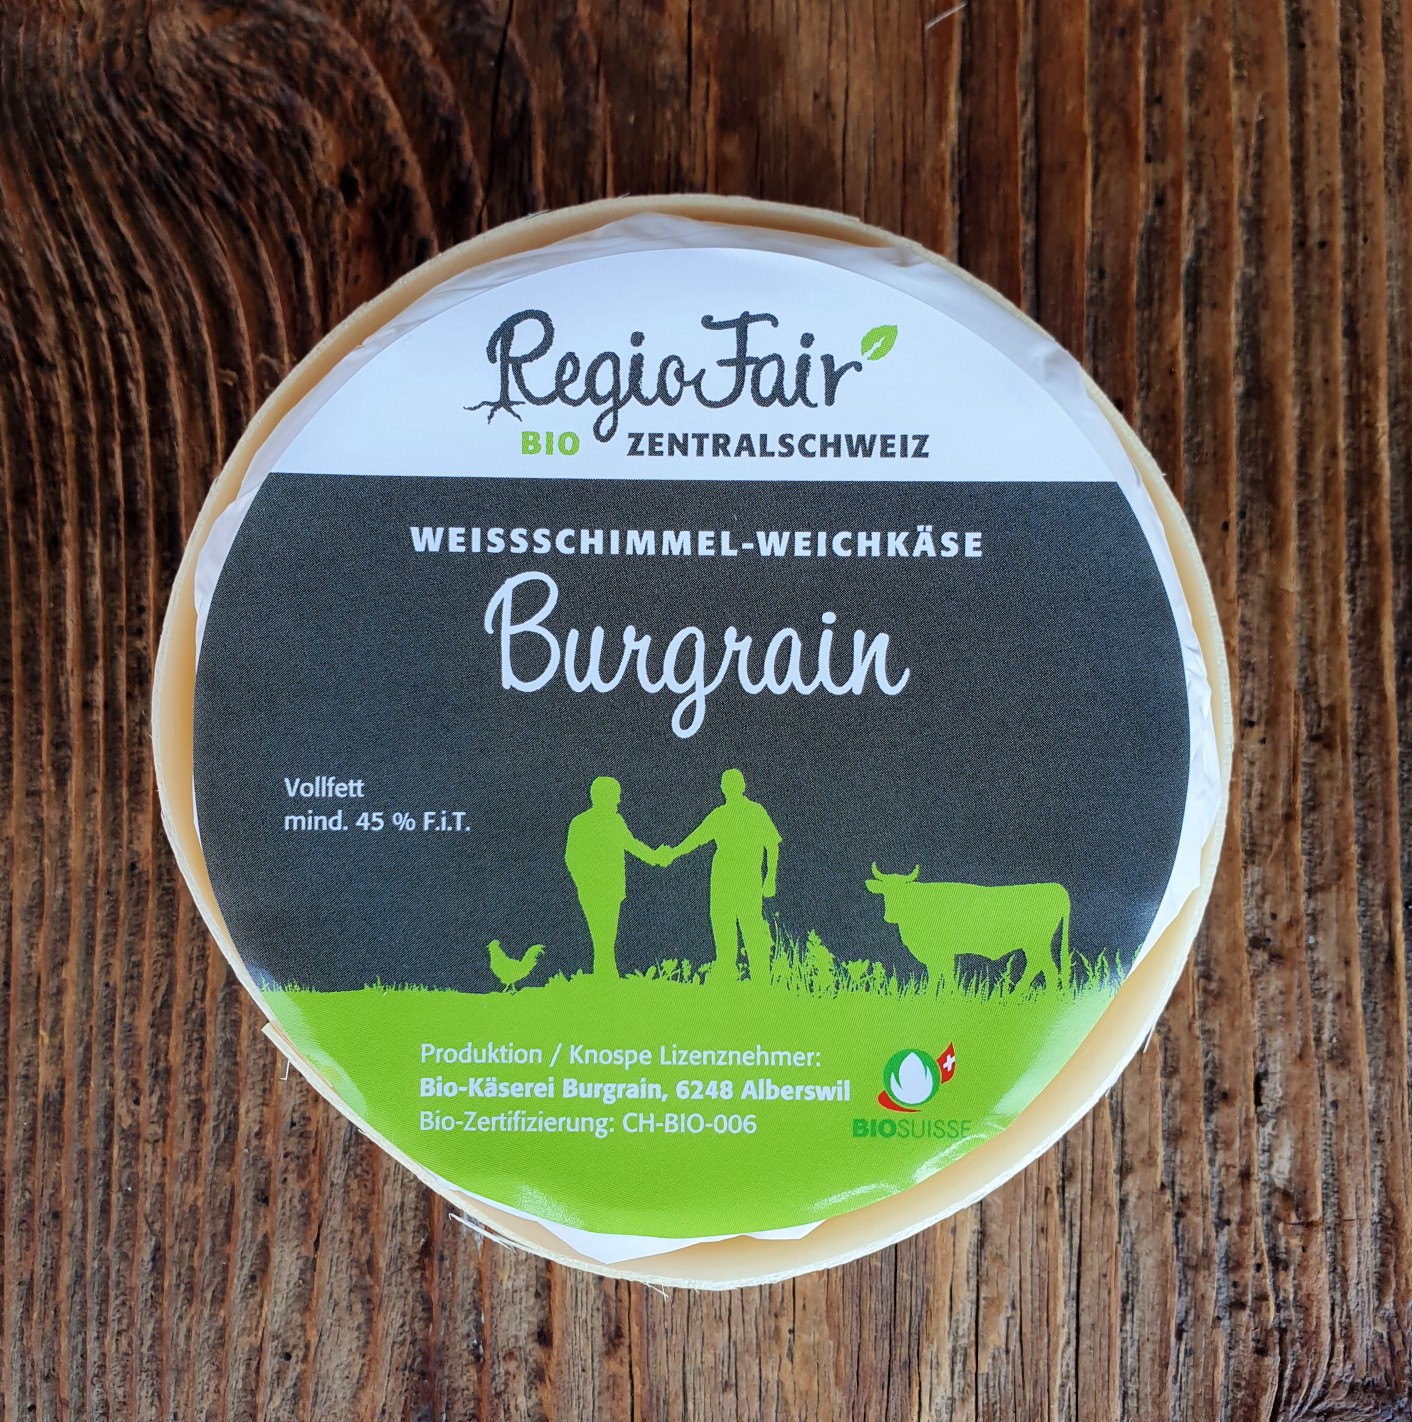 RegioFair
BIO ZENTRALSCHWEIZ
WEISSSCHIMMEL-WEICHKÄSE
Burgrain
Vollfett
mind. 45 % F.i.T.
Produktion / Knospe Lizenznehmer:
Bio-Käserei Burgrain, 6248 Alberswil
Bio-Zertifizierung: CH-BIO-006
BIOSUISSE